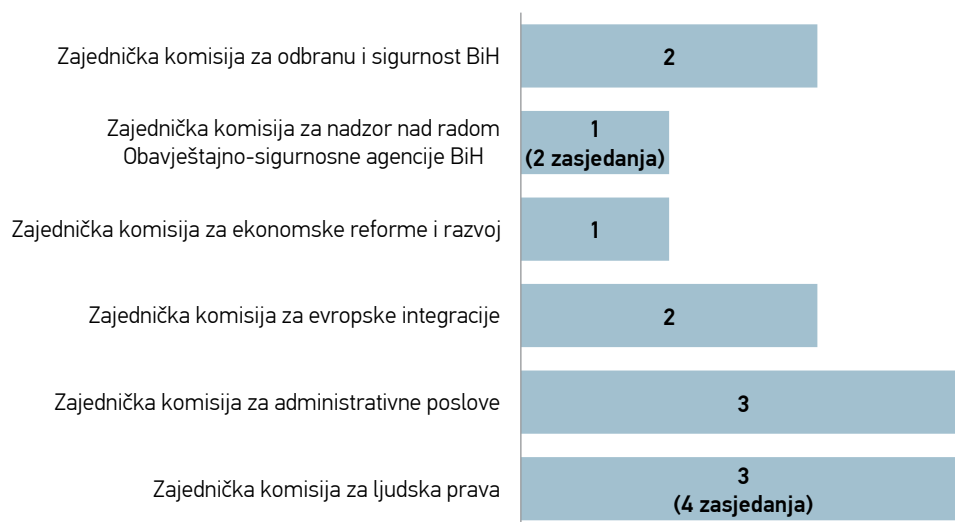 Zajednička komisija za odbranu i sigurnost BiH
2
Zajednička komisija za nadzor nad radom
Obavještajno-sigurnosne agencije BiH
1
(2 zasjedanja)
Zajednička komisija za ekonomske reforme i razvoj
1
Zajednička komisija za evropske integracije
2
Zajednička komisija za administrativne poslove
3
Zajednička komisija za ljudska prava
3
(4 zasjedanja)